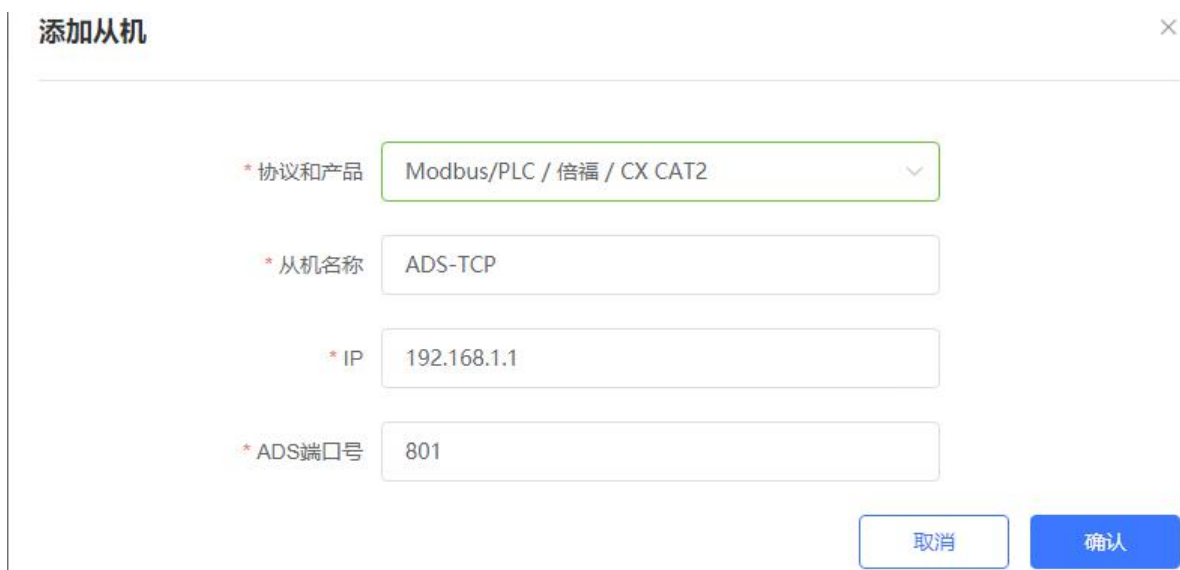 添加从机
* 协议和产品 Modbus/PLC / 倍福 / CX CAT2
* 从机名称 ADS-TCP
* IP 192.168.1.1
* ADS端口号 801
取消 确认